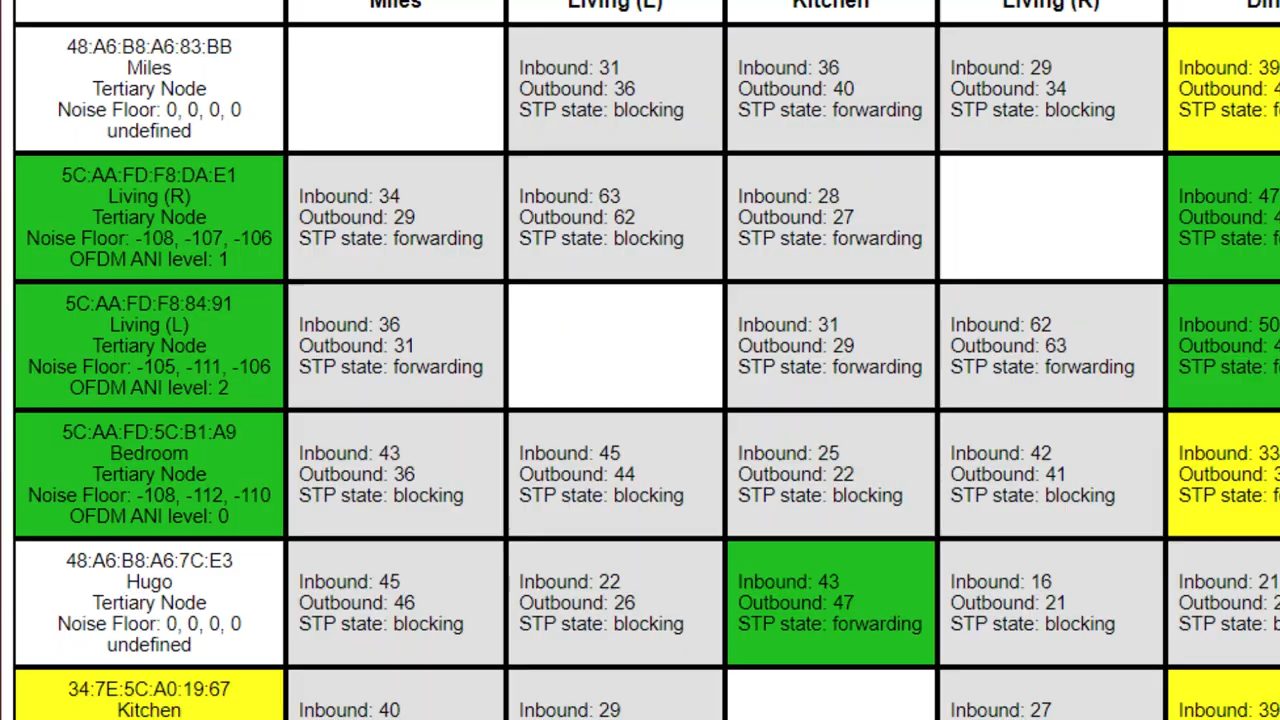 Miles
Living (L)
Kitchen
Living (R)
48:A6:B8:A6:83:BB
Miles
Tertiary Node
Noise Floor: 0, 0, 0, 0
undefined
Inbound: 31
Outbound: 36
STP state: blocking
Inbound: 36
Outbound: 40
STP state: forwarding
Inbound: 29
Outbound: 34
STP state: blocking
Inbound: 39
Outbound:
STP state:
5C:AA:FD:F8:DA:E1
Living (R)
Tertiary Node
Noise Floor: -108, -107, -106
OFDM ANI level: 1
Inbound: 34
Outbound: 29
STP state: forwarding
Inbound: 63
Outbound: 62
STP state: blocking
Inbound: 28
Outbound: 27
STP state: forwarding
Inbound: 47
Outbound:
STP state:
5C:AA:FD:F8:84:91
Living (L)
Tertiary Node
Noise Floor: -105, -111, -106
OFDM ANI level: 2
Inbound: 36
Outbound: 31
STP state: forwarding
Inbound: 31
Outbound: 29
STP state: forwarding
Inbound: 62
Outbound: 63
STP state: forwarding
Inbound: 50
Outbound:
STP state:
5C:AA:FD:5C:B1:A9
Bedroom
Tertiary Node
Noise Floor: -108, -112, -110
OFDM ANI level: 0
Inbound: 43
Outbound: 36
STP state: blocking
Inbound: 45
Outbound: 44
STP state: blocking
Inbound: 25
Outbound: 22
STP state: blocking
Inbound: 42
Outbound: 41
STP state: blocking
Inbound: 33
Outbound:
STP state:
48:A6:B8:A6:7C:E3
Hugo
Tertiary Node
Noise Floor: 0, 0, 0, 0
undefined
Inbound: 45
Outbound: 46
STP state: blocking
Inbound: 22
Outbound: 26
STP state: blocking
Inbound: 43
Outbound: 47
STP state: forwarding
Inbound: 16
Outbound: 21
STP state: blocking
Inbound: 21
Outbound:
STP state:
34:7E:5C:A0:19:67
Kitchen
Inbound: 40
Inbound: 29
Inbound: 27
Inbound: 39